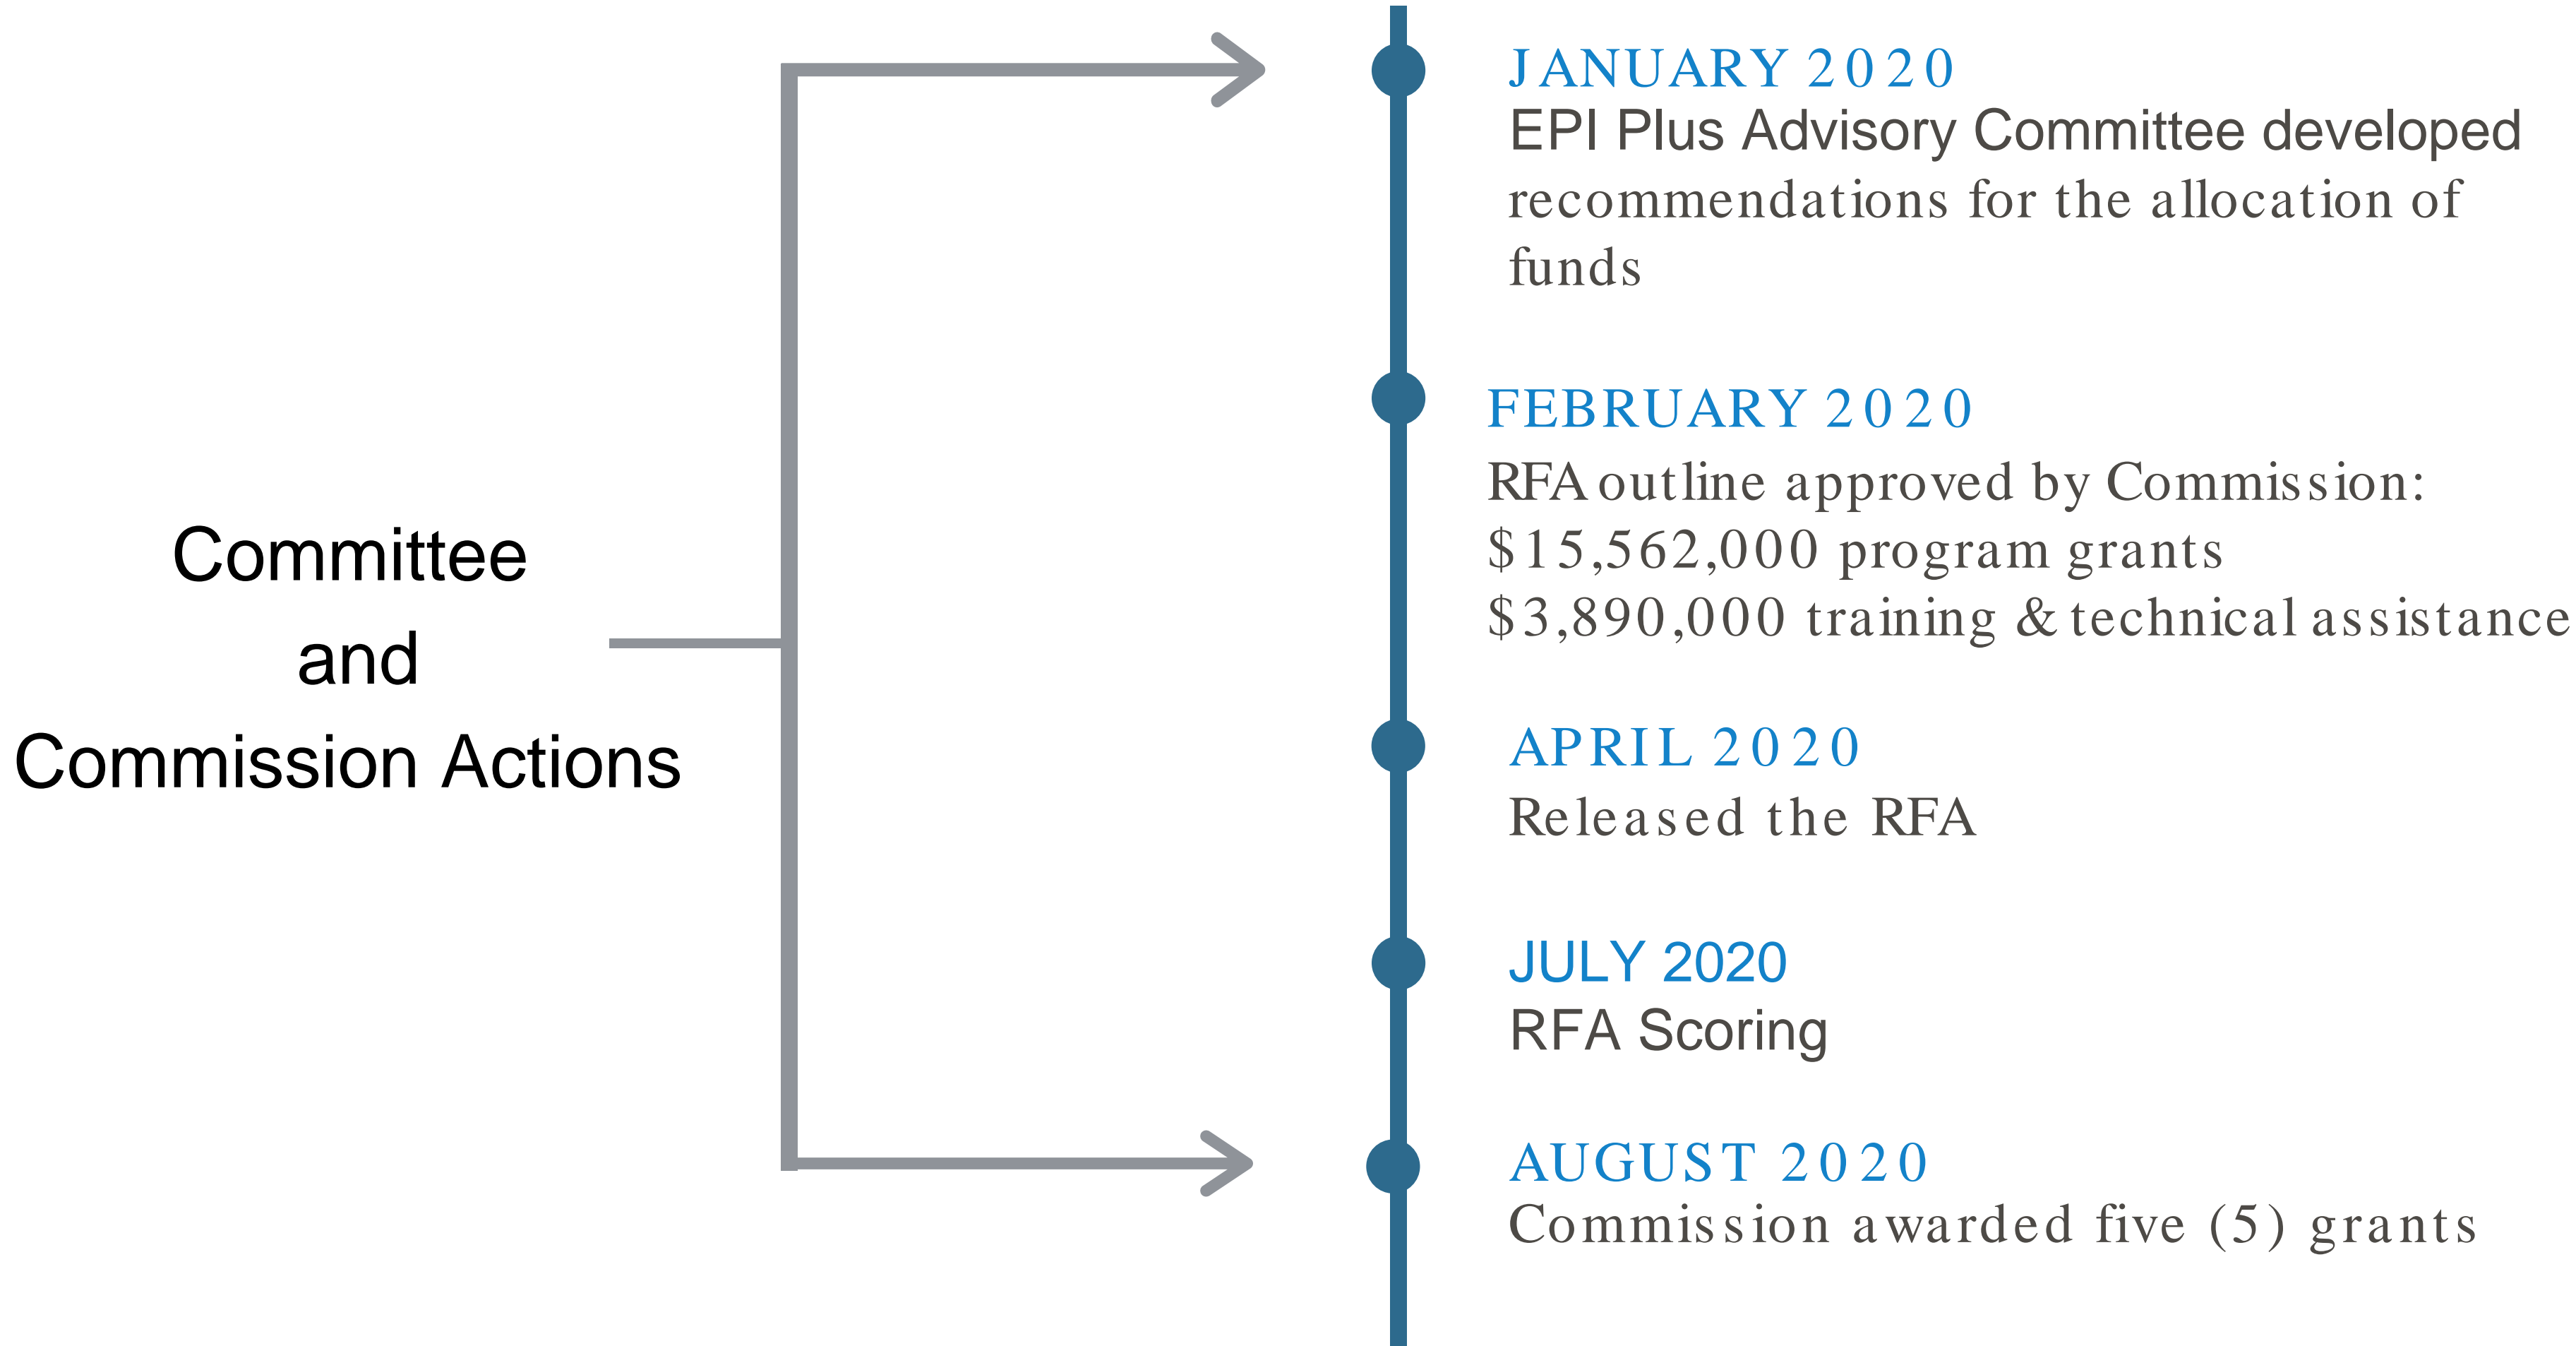 Committee
and
Commission Actions
JANUARY 2020
EPI Plus Advisory Committee developed
recommendations for the allocation of
funds
FEBRUARY 2020
RFA outline approved by Commission:
$15,562,000 program grants
$3,890,000 training & technical assistance
APRIL 2020
Released the RFA
JULY 2020
RFA Scoring
AUGUST 2020
Commission awarded five (5) grants